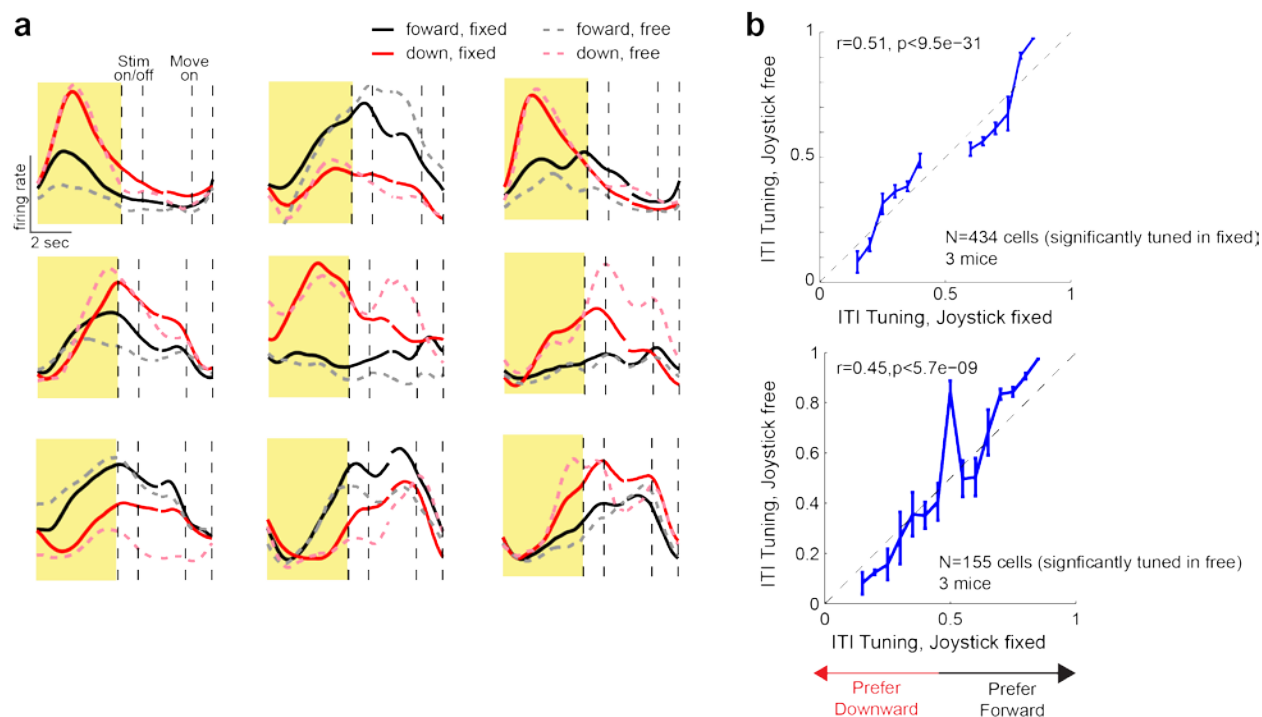 a
foward, fixed
foward, free
down, fixed
down, free
Stim
on/off
Move
on
firing rate
2 sec
b
1
r=0.51, p<9.5e−31
ITI Tuning, Joystick free
0.5
N=434 cells (significantly tuned in fixed)
3 mice
0
0
0.5
1
ITI Tuning, Joystick fixed
1
r=0.45,p<5.7e−09
0.8
ITI Tuning, Joystick free
0.6
0.4
0.2
N=155 cells (signficantly tuned in free)
3 mice
0
0
0.5
1
ITI Tuning, Joystick fixed
Prefer
Downward
Prefer
Forward